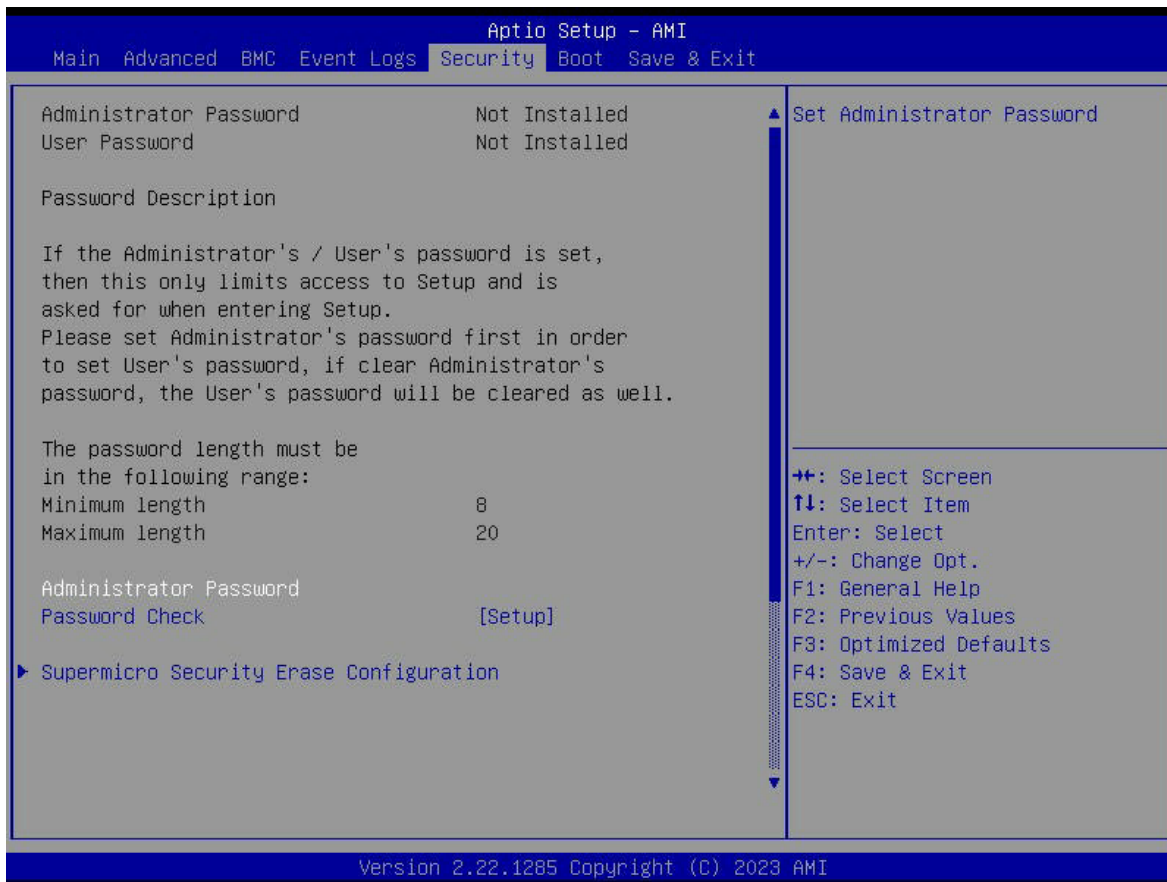 Aptio Setup – AMI
Main Advanced BMC Event Logs Security Boot Save & Exit
Administrator Password Not Installed
User Password Not Installed
Password Description
If the Administrator's / User's password is set,
then this only limits access to Setup and is
asked for when entering Setup.
Please set Administrator's password first in order
to set User's password, if clear Administrator's
password, the User's password will be cleared as well.
The password length must be
in the following range:
Minimum length 8
Maximum length 20
Administrator Password
Password Check [Setup]
Supermicro Security Erase Configuration
Set Administrator Password
→←: Select Screen
↑↓: Select Item
Enter: Select
+/-: Change Opt.
F1: General Help
F2: Previous Values
F3: Optimized Defaults
F4: Save & Exit
ESC: Exit
Version 2.22.1285 Copyright (C) 2023 AMI